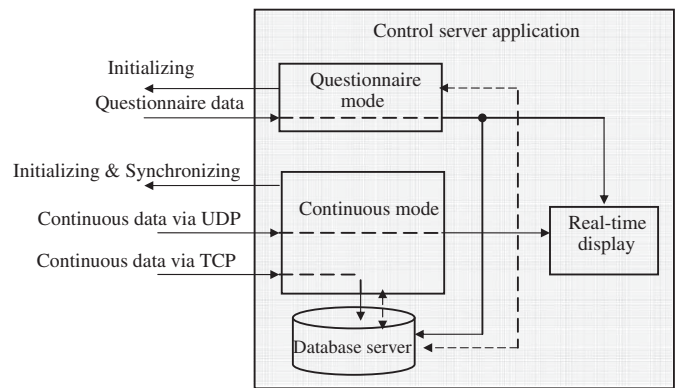 Control server application
Initializing
Questionnaire
mode
Questionnaire data
Initializing & Synchronizing
Continuous mode
Continuous data via UDP
Real-time
display
Continuous data via TCP
Database server